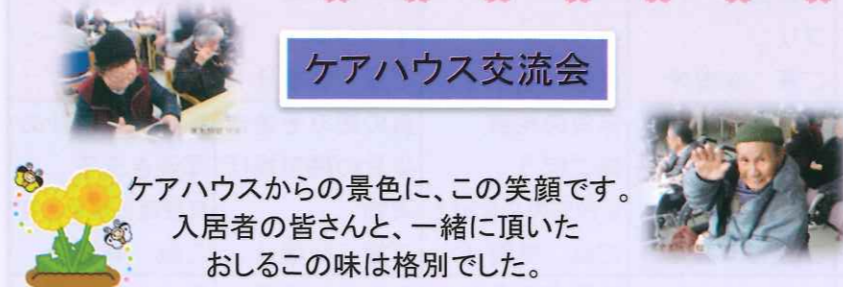 ケアハウス交流会
ケアハウスからの景色に、この笑顔です。
入居者の皆さんと、一緒に頂いた
おしるこの味は格別でした。